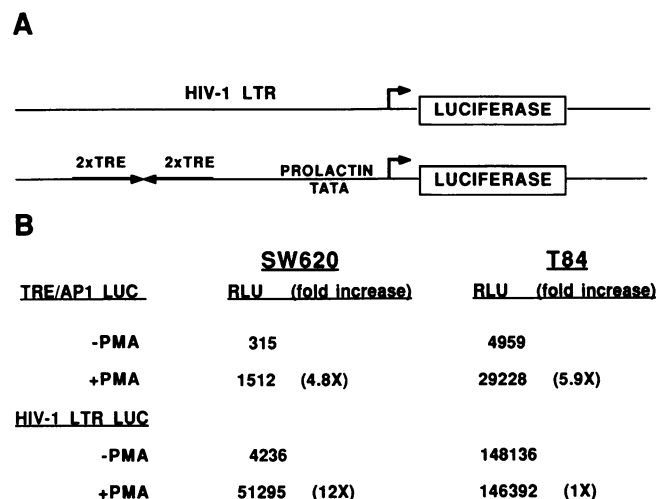 A
HIV-1 LTR
LUCIFERASE
2xTRE 2xTRE
PROLACTIN
TATA
LUCIFERASE
B
SW620 T84
TRE/AP1 LUC RLU (fold increase) RLU (fold increase)
-PMA 315 4959
+PMA 1512 (4.8X) 29228 (5.9X)
HIV-1 LTR LUC
-PMA 4236 148136
+PMA 51295 (12X) 146392 (1X)